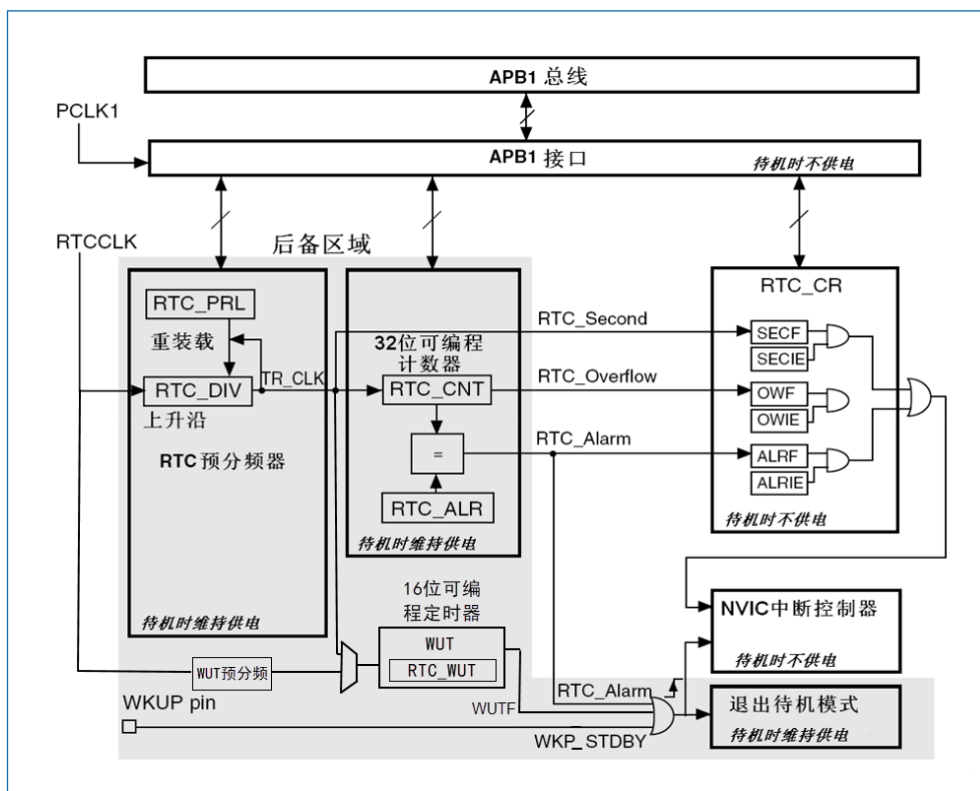 APB1 总线
PCLK1
APB1 接口
待机时不供电
RTCCLK
后备区域
RTC_PRL
重装载
RTC_DIV
TR_CLK
上升沿
RTC预分频器
待机时维持供电
32位可编程
计数器
RTC_CNT
=
RTC_ALR
待机时维持供电
RTC_Second
RTC_Overflow
RTC_Alarm
RTC_CR
SECF
SECIE
OWF
OWIE
ALRF
ALRIE
待机时不供电
16位可编
程定时器
WUT
RTC_WUT
WUT预分频
WKUP pin
WUTF
RTC_Alarm
WKP_STDBY
NVIC中断控制器
待机时不供电
退出待机模式
待机时维持供电